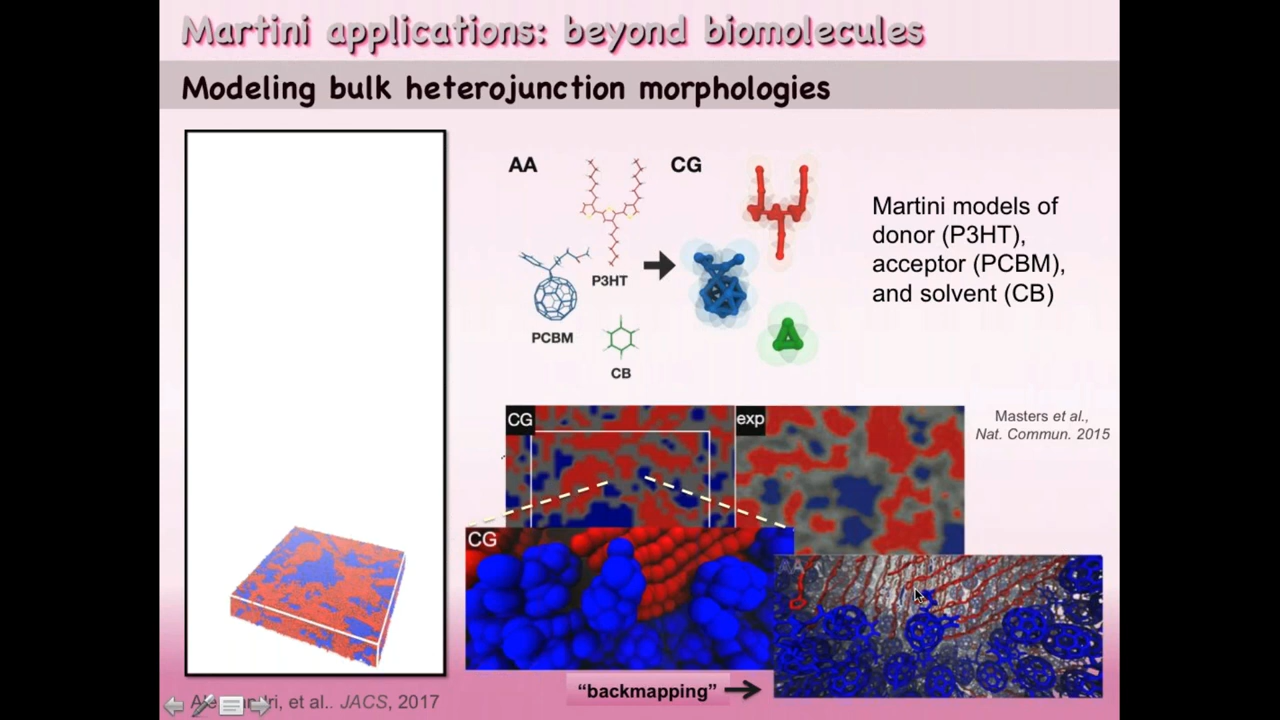 Martini applications: beyond biomolecules
Modeling bulk heterojunction morphologies
AA
CG
P3HT
PCBM
CB
Martini models of
donor (P3HT),
acceptor (PCBM),
and solvent (CB)
CG
exp
Masters et al.,
Nat. Commun. 2015
CG
AA
"backmapping"
et al.. JACS, 2017